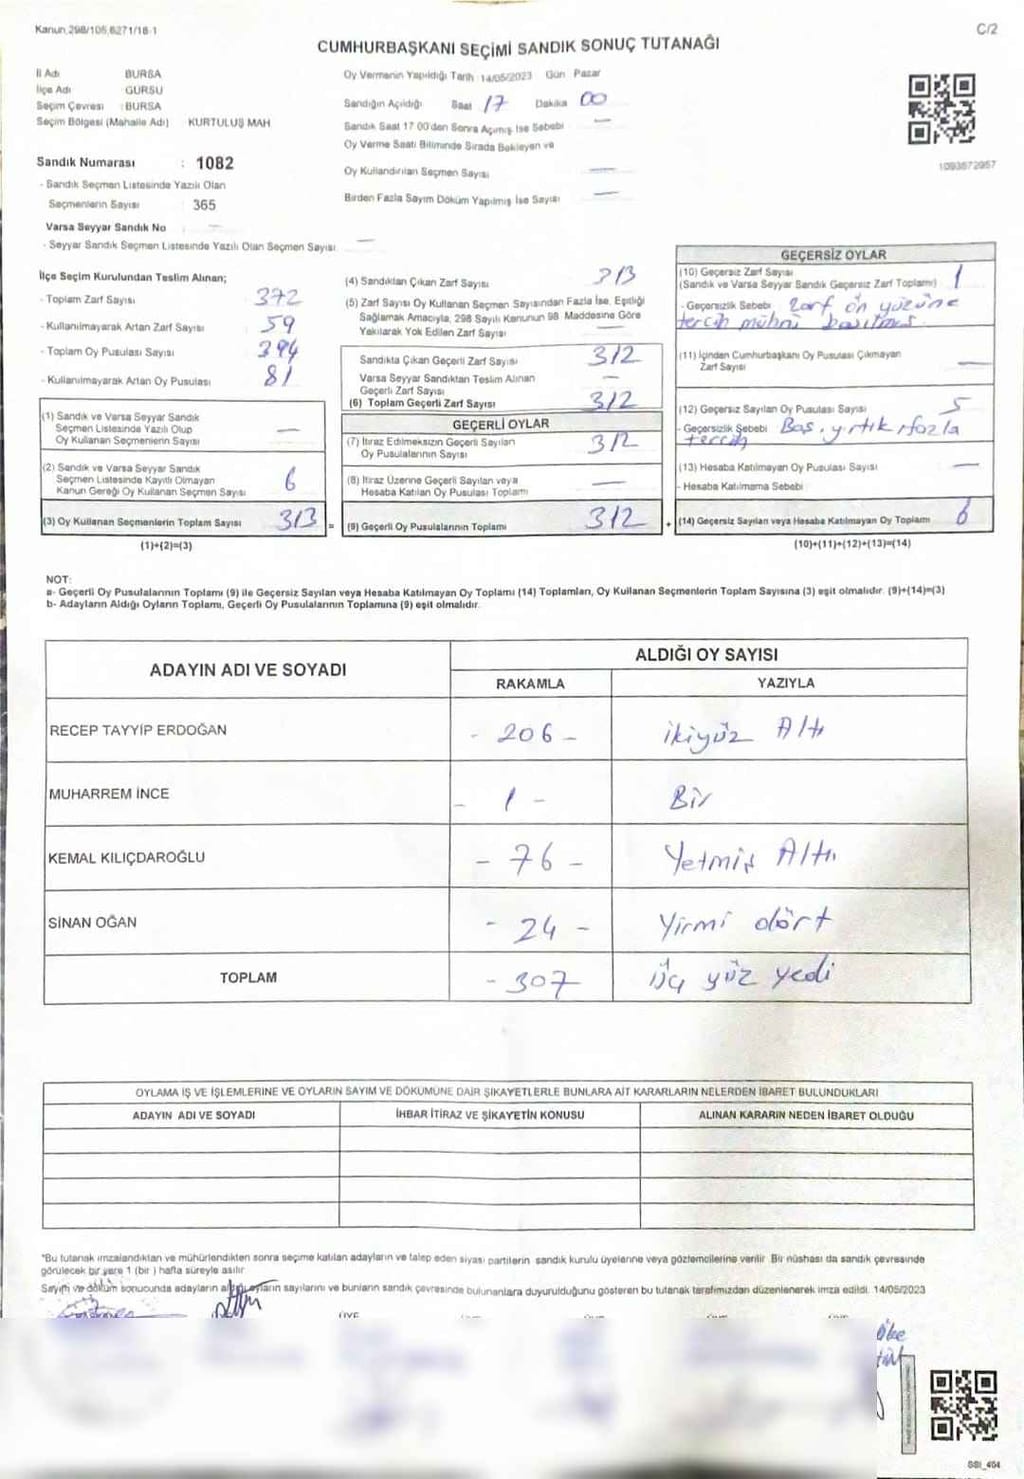 Kanun,298/105,6271/16-1
C/2
CUMHURBAŞKANI SEÇİMİ SANDIK SONUÇ TUTANAĞI
İl Adı BURSA
İlçe Adı GURSU
Seçim Çevresi : BURSA
Seçim Bölgesi (Mahalle Adı) KURTULUŞ MAH
Sandık Numarası : 1082
- Sandık Seçmen Listesinde Yazılı Olan
Seçmenlerin Sayısı : 365
Varsa Seyyar Sandık No : —
- Seyyar Sandık Seçmen Listesinde Yazılı Olan Seçmen Sayısı —
Oy Vermenin Yapıldığı Tarih :14/05/2023 Gün Pazar
Sandığın Açıldığı Saat 17 Dakika 00
Sandık Saat 17 00'den Sonra Açımış İse Sebebi —
Oy Verme Saati Bitiminde Sırada Bekleyen ve
Oy Kullandırılan Seçmen Sayısı —
Birden Fazla Sayım Döküm Yapılmış İse Sayısı —
1093672957
İlçe Seçim Kurulundan Teslim Alınan;
- Toplam Zarf Sayısı 372
- Kullanılmayarak Artan Zarf Sayısı 59
- Toplam Oy Pusulası Sayısı 394
- Kullanılmayarak Artan Oy Pusulası 81
(1) Sandık ve Varsa Seyyar Sandık
Seçmen Listesinde Yazılı Olup
Oy Kullanan Seçmenlerin Sayısı —
(2) Sandık ve Varsa Seyyar Sandık
Seçmen Listesinde Kayıtlı Olmayan
Kanun Gereği Oy Kullanan Seçmen Sayısı 6
(3) Oy Kullanan Seçmenlerin Toplam Sayısı 313 =
(1)+(2)=(3)
(4) Sandıktan Çıkan Zarf Sayısı 313
(5) Zarf Sayısı Oy Kullanan Seçmen Sayısından Fazla İse, Eşitliği
Sağlamak Amacıyla, 298 Sayılı Kanunun 98 Maddesine Göre
Yakılarak Yok Edilen Zarf Sayısı —
Sandıkta Çıkan Geçerli Zarf Sayısı 312
Varsa Seyyar Sandıktan Teslim Alınan
Geçerli Zarf Sayısı —
(6) Toplam Geçerli Zarf Sayısı 312
GEÇERLİ OYLAR
(7) İtiraz Edilmeksizin Geçerli Sayılan
Oy Pusulalarının Sayısı 312
(8) İtiraz Üzerine Geçerli Sayılan veya
Hesaba Katılan Oy Pusulası Toplamı —
(9) Geçerli Oy Pusulalarının Toplamı 312 +
GEÇERSİZ OYLAR
(10) Geçersiz Zarf Sayısı
(Sandık ve Varsa Seyyar Sandık Geçersiz Zarf Toplamı) 1
- Geçersizlik Sebebi Zarf ön yüzüne
tercih mührü basılmış
(11) İçinden Cumhurbaşkanı Oy Pusulası Çıkmayan
Zarf Sayısı —
(12) Geçersiz Sayılan Oy Pusulası Sayısı 5
- Geçersizlik Sebebi Boş, yırtık, fazla
tercih
(13) Hesaba Katılmayan Oy Pusulası Sayısı —
- Hesaba Katılmama Sebebi
(14) Geçersiz Sayılan veya Hesaba Katılmayan Oy Toplamı 6
(10)+(11)+(12)+(13)=(14)
NOT:
a- Geçerli Oy Pusulalarının Toplamı (9) ile Geçersiz Sayılan veya Hesaba Katılmayan Oy Toplamı (14) Toplamları, Oy Kullanan Seçmenlerin Toplam Sayısına (3) eşit olmalıdır. (9)+(14)=(3)
b- Adayların Aldığı Oyların Toplamı, Geçerli Oy Pusulalarının Toplamına (9) eşit olmalıdır.
ADAYIN ADI VE SOYADI ALDIĞI OY SAYISI
RAKAMLA YAZIYLA
RECEP TAYYİP ERDOĞAN - 206 - ikiyüz Altı
MUHARREM İNCE - 1 - Bir
KEMAL KILIÇDAROĞLU - 76 - Yetmiş Altı
SİNAN OĞAN - 24 - Yirmi dört
TOPLAM - 307 üç yüz yedi
OYLAMA İŞ VE İŞLEMLERİNE VE OYLARIN SAYIM VE DÖKÜMÜNE DAİR ŞİKAYETLERLE BUNLARA AİT KARARLARIN NELERDEN İBARET BULUNDUKLARI
ADAYIN ADI VE SOYADI İHBAR İTİRAZ VE ŞİKAYETİN KONUSU ALINAN KARARIN NEDEN İBARET OLDUĞU
*Bu tutanak imzalandıktan ve mühürlendikten sonra seçime katılan adayların ve talep eden siyasi partilerin sandık kurulu üyelerine veya gözlemcilerine verilir. Bir nüshası da sandık çevresinde
görülecek bir yere 1 (bir) hafta süreyle asılır
Sayım ve döküm sonucunda adayların aldığı oyların sayılarını ve bunların sandık çevresinde bulunanlara duyurulduğunu gösteren bu tutanak tarafımızdan düzenlenerek imza edildi. 14/05/2023
SSI_404